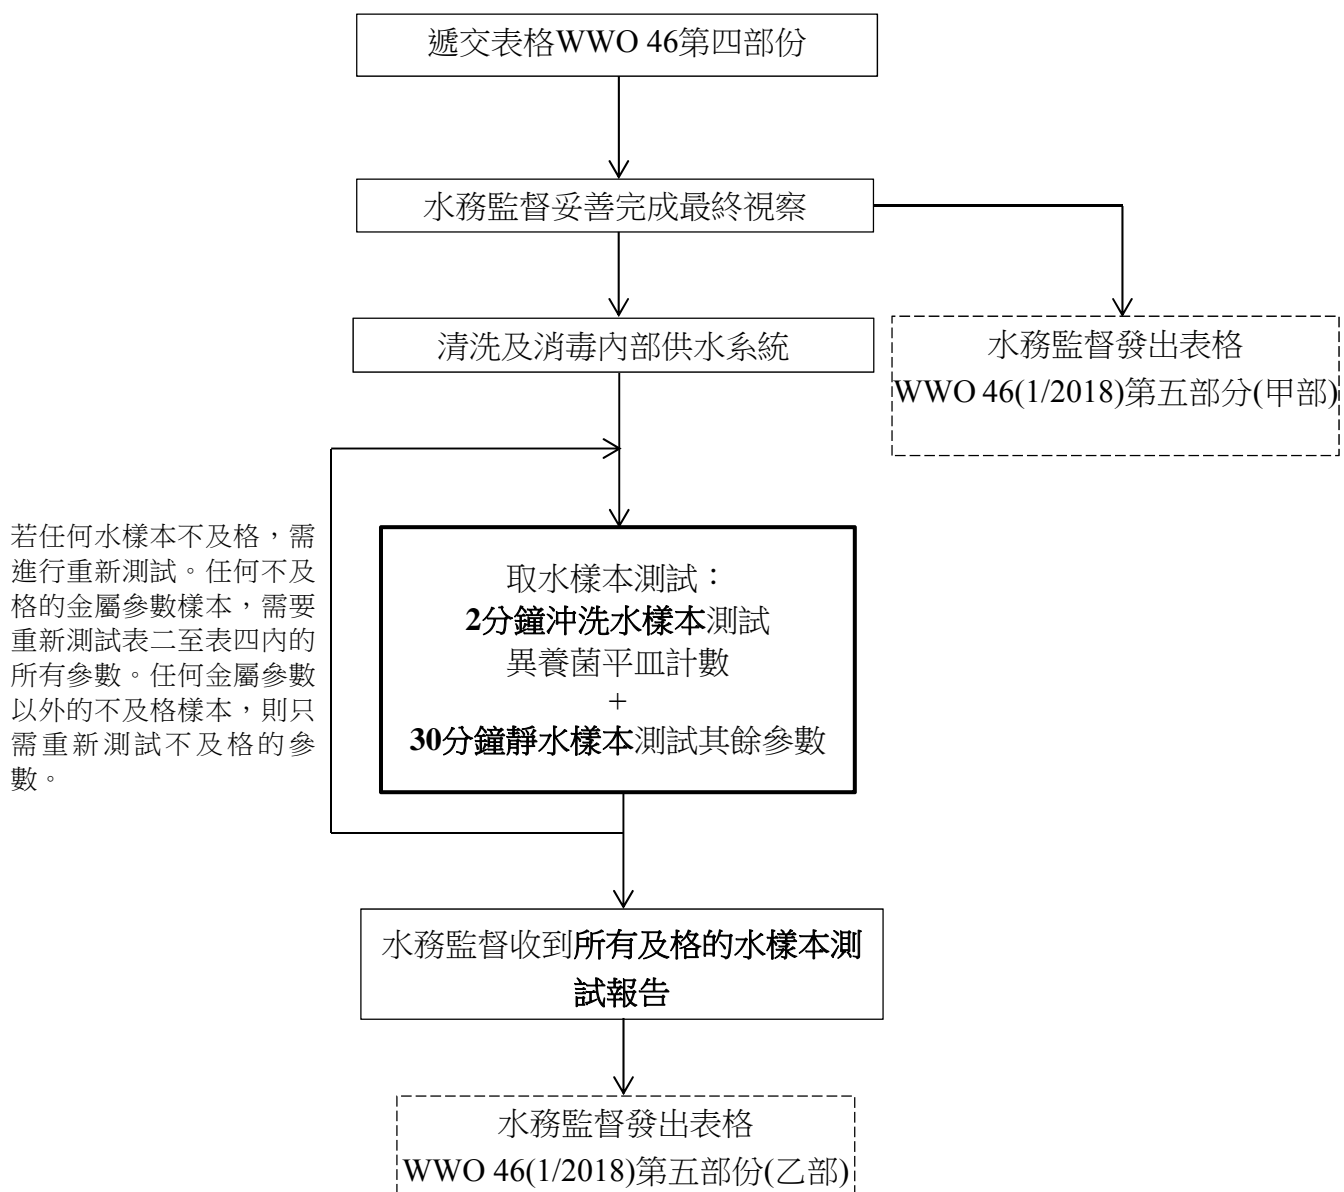 遞交表格WWO 46第四部份
水務監督妥善完成最終視察
清洗及消毒內部供水系統
水務監督發出表格
WWO 46(1/2018)第五部分(甲部)
若任何水樣本不及格，需
進行重新測試。任何不及
格的金屬參數樣本，需要
重新測試表二至表四內的
所有參數。任何金屬參數
以外的不及格樣本，則只
需重新測試不及格的參
數。
取水樣本測試：
2分鐘沖洗水樣本測試
異養菌平皿計數
+
30分鐘靜水樣本測試其餘參數
水務監督收到所有及格的水樣本測
試報告
水務監督發出表格
WWO 46(1/2018)第五部份(乙部)